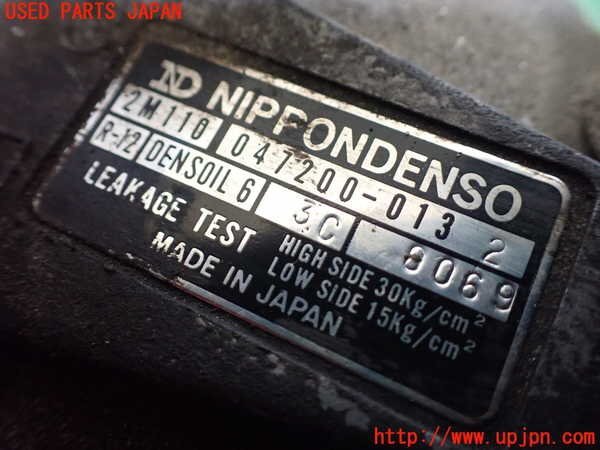 USED PARTS JAPAN
ND NIPPONDENSO
2M110 047200-013 2
R-12 DENSOIL 6 3C 8069
LEAKAGE TEST HIGH SIDE 30Kg/cm²
LOW SIDE 15Kg/cm²
MADE IN JAPAN
http://www.upjpn.com/